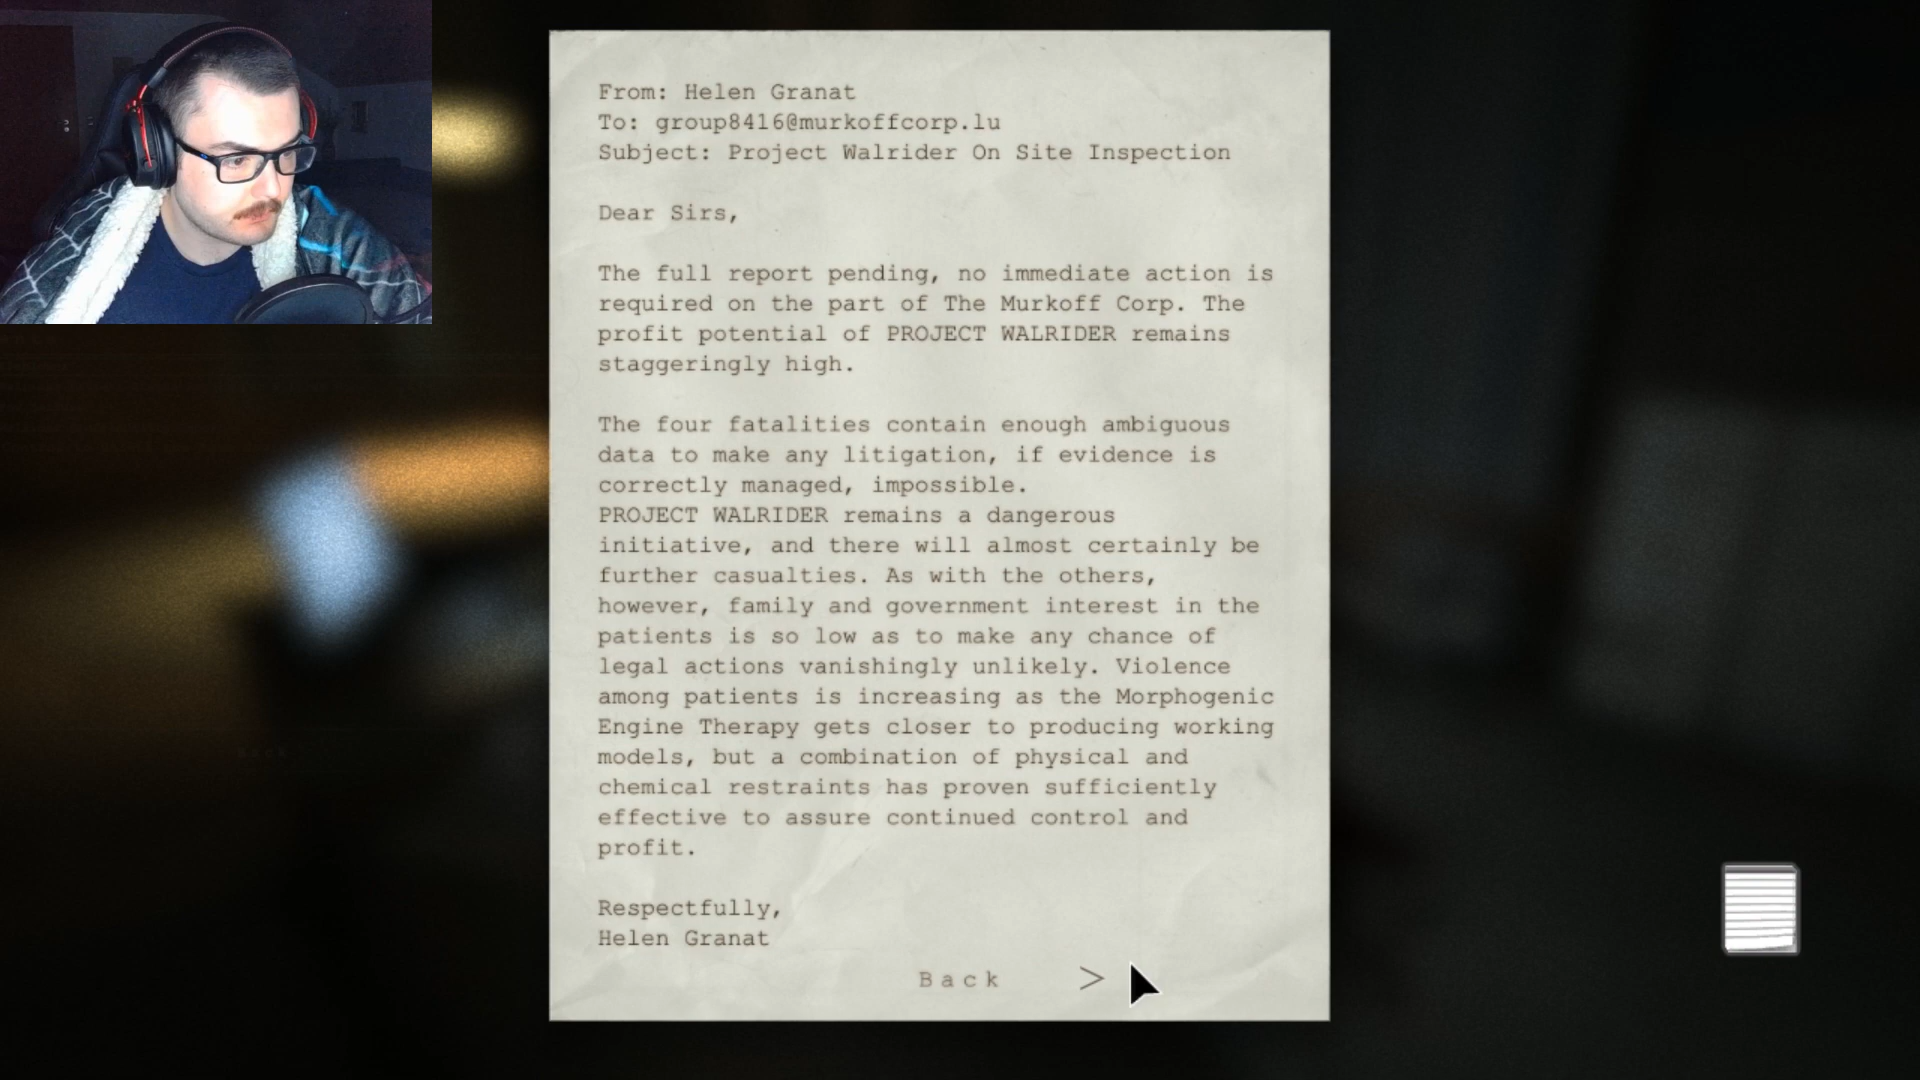 From: Helen Granat
To: group8416@murkoffcorp.lu
Subject: Project Walrider On Site Inspection
Dear Sirs,
The full report pending, no immediate action is
required on the part of The Murkoff Corp. The
profit potential of PROJECT WALRIDER remains
staggeringly high.
The four fatalities contain enough ambiguous
data to make any litigation, if evidence is
correctly managed, impossible.
PROJECT WALRIDER remains a dangerous
initiative, and there will almost certainly be
further casualties. As with the others,
however, family and government interest in the
patients is so low as to make any chance of
legal actions vanishingly unlikely. Violence
among patients is increasing as the Morphogenic
Engine Therapy gets closer to producing working
models, but a combination of physical and
chemical restraints has proven sufficiently
effective to assure continued control and
profit.
Respectfully,
Helen Granat
Back >